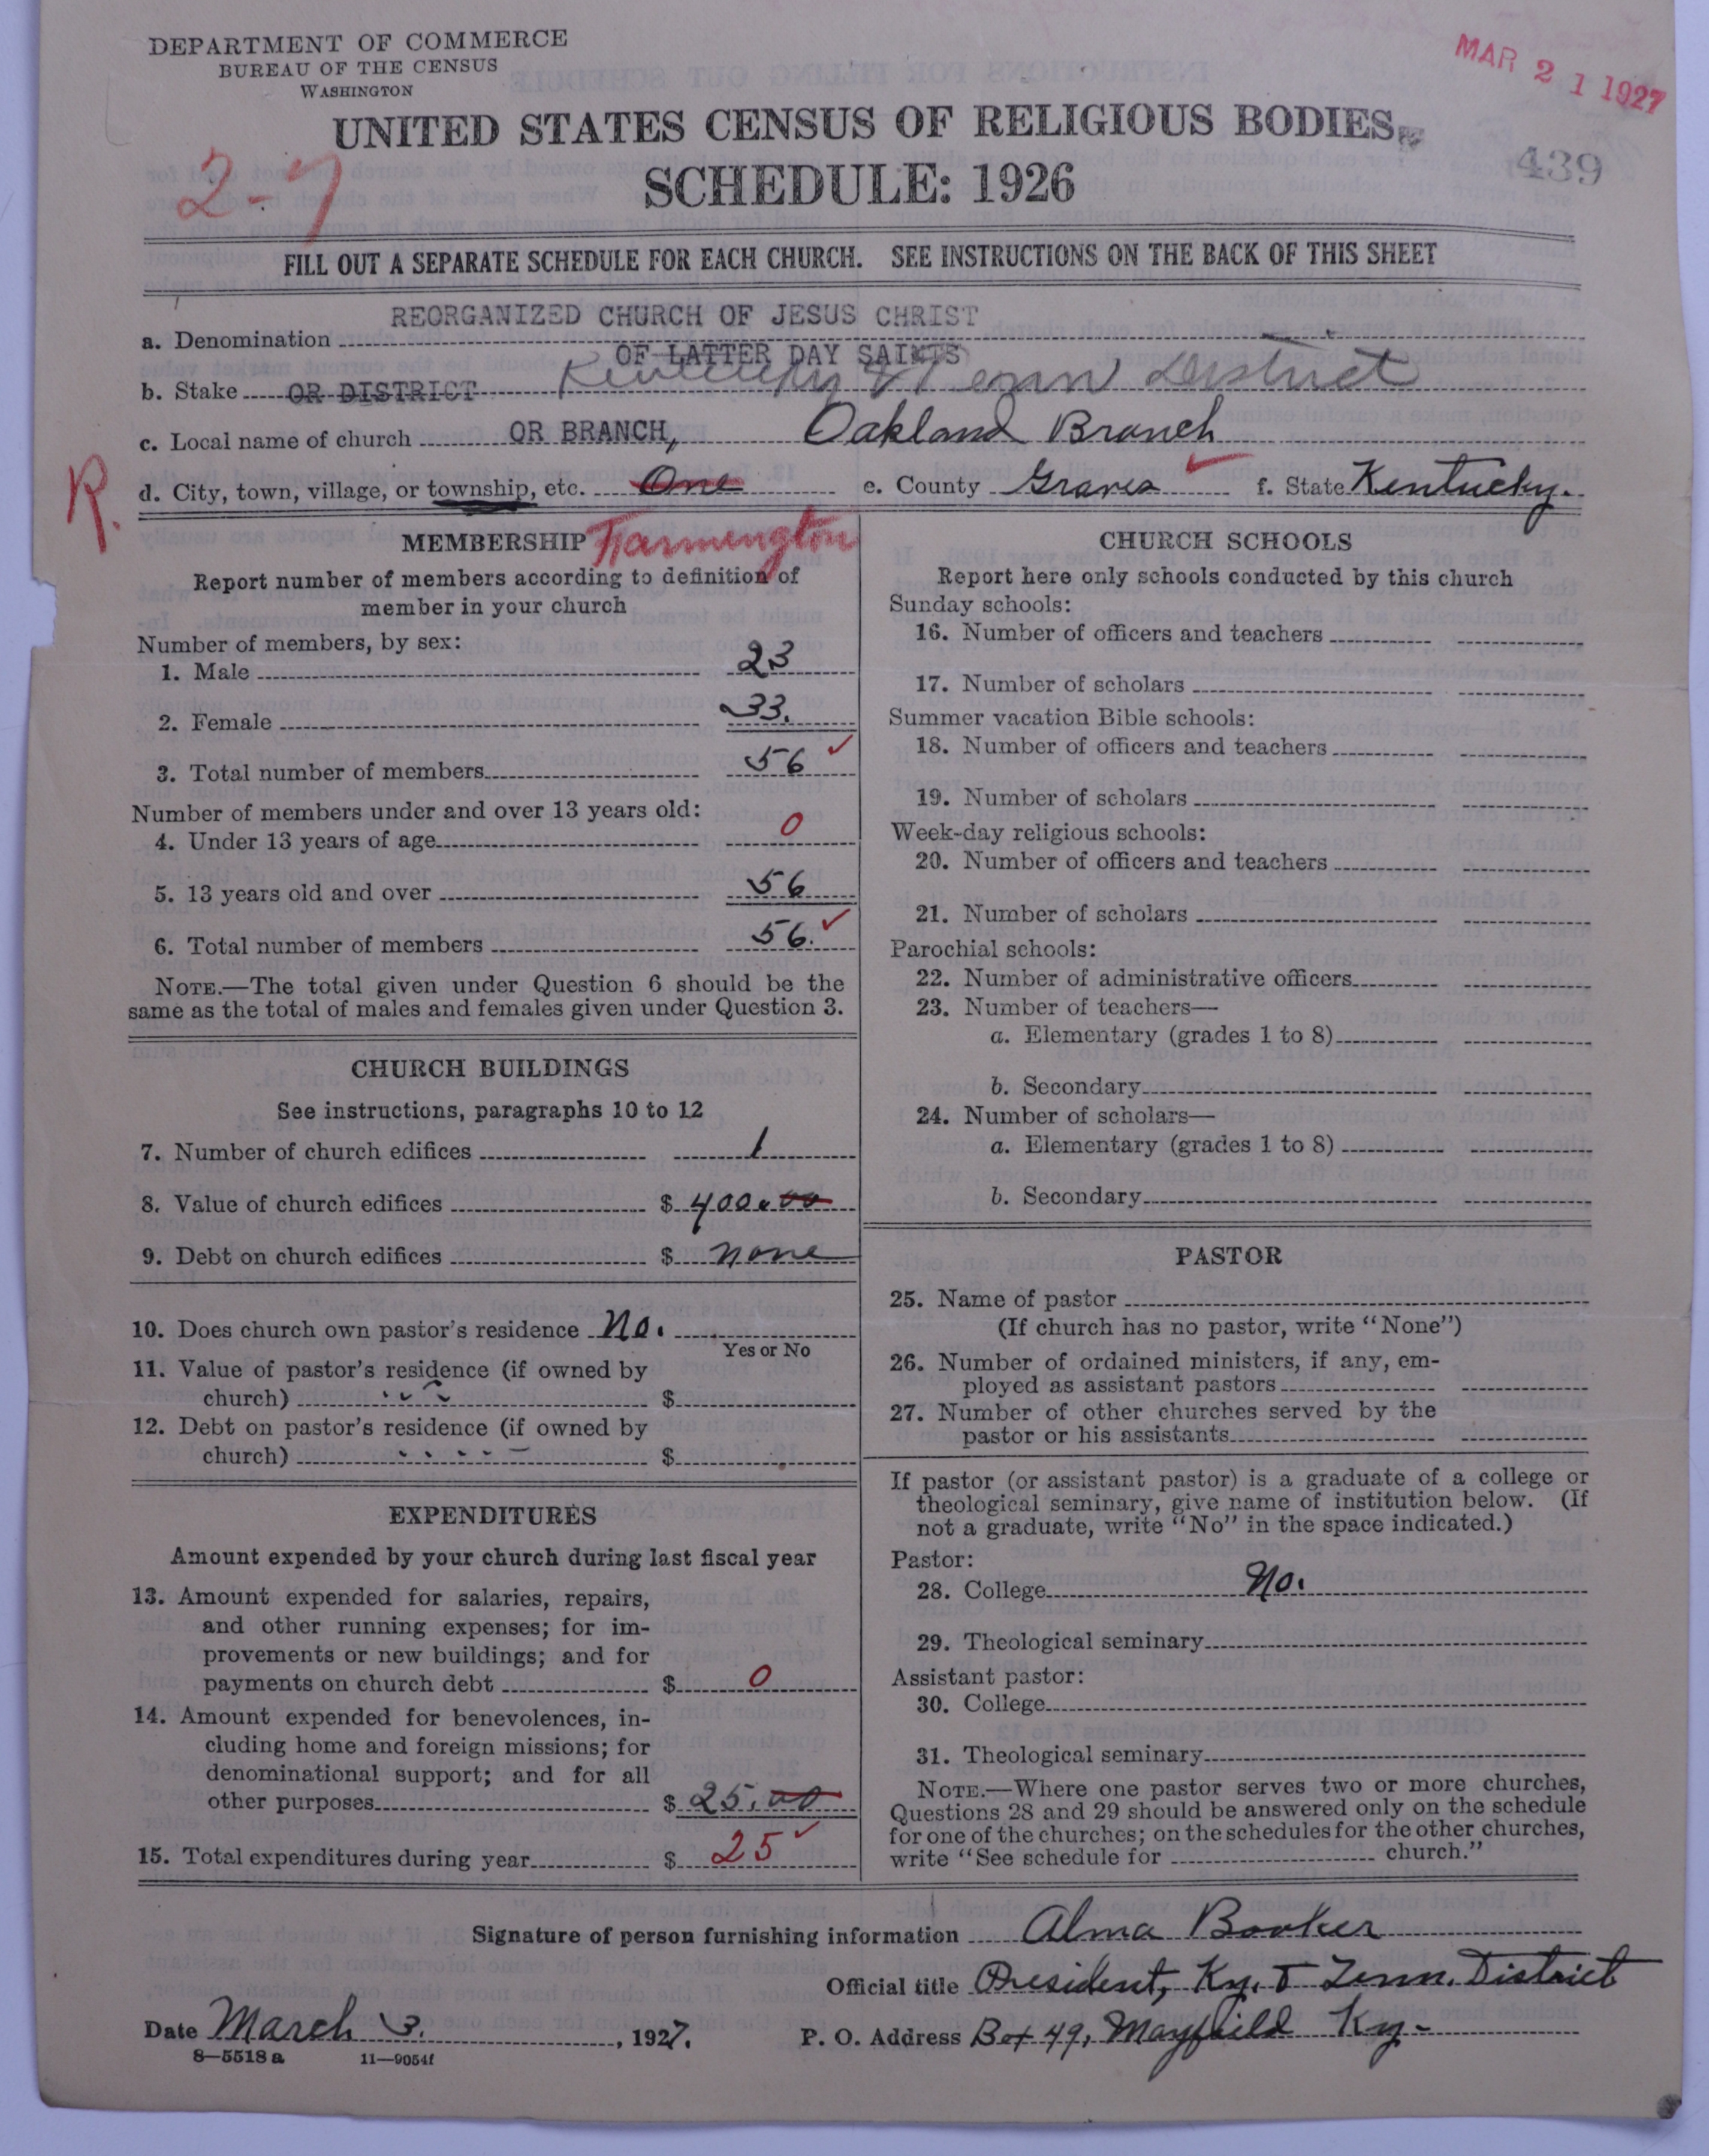 DEPARTMENT OF COMMERCE
BUREAU OF THE CENSUS
WASHINGTON
MAR 21 1927
UNITED STATES CENSUS OF RELIGIOUS BODIES
439
2-7
SCHEDULE: 1926
FILL OUT A SEPARATE SCHEDULE FOR EACH CHURCH. SEE INSTRUCTIONS ON THE BACK OF THIS SHEET
REORGANIZED CHURCH OF JESUS CHRIST
a. Denomination
OF LATTER DAY SAINTS
b. Stake OR DISTRICT Kentucky & Tenn District
c. Local name of church OR BRANCH, Oakland Branch
R.
d. City, town, village, or township, etc. One e. County Graves f. State Kentucky.
Farmington
MEMBERSHIP
Report number of members according to definition of
member in your church
Number of members, by sex:
1. Male 23
2. Female 33.
3. Total number of members 56 ✓
Number of members under and over 13 years old:
4. Under 13 years of age 0
5. 13 years old and over 56
6. Total number of members 56. ✓
NOTE.—The total given under Question 6 should be the
same as the total of males and females given under Question 3.
CHURCH BUILDINGS
See instructions, paragraphs 10 to 12
7. Number of church edifices 1
8. Value of church edifices $ 400.00
9. Debt on church edifices $ none
10. Does church own pastor's residence No.
Yes or No
11. Value of pastor's residence (if owned by
church) $
12. Debt on pastor's residence (if owned by
church) $
EXPENDITURES
Amount expended by your church during last fiscal year
13. Amount expended for salaries, repairs,
and other running expenses; for im-
provements or new buildings; and for
payments on church debt $ 0
14. Amount expended for benevolences, in-
cluding home and foreign missions; for
denominational support; and for all
other purposes $ 25.00
15. Total expenditures during year $ 25 ✓
CHURCH SCHOOLS
Report here only schools conducted by this church
Sunday schools:
16. Number of officers and teachers
17. Number of scholars
Summer vacation Bible schools:
18. Number of officers and teachers
19. Number of scholars
Week-day religious schools:
20. Number of officers and teachers
21. Number of scholars
Parochial schools:
22. Number of administrative officers
23. Number of teachers—
a. Elementary (grades 1 to 8)
b. Secondary
24. Number of scholars—
a. Elementary (grades 1 to 8)
b. Secondary
PASTOR
25. Name of pastor
(If church has no pastor, write "None")
26. Number of ordained ministers, if any, em-
ployed as assistant pastors
27. Number of other churches served by the
pastor or his assistants
If pastor (or assistant pastor) is a graduate of a college or
theological seminary, give name of institution below. (If
not a graduate, write "No" in the space indicated.)
Pastor:
28. College No.
29. Theological seminary
Assistant pastor:
30. College
31. Theological seminary
NOTE.—Where one pastor serves two or more churches,
Questions 28 and 29 should be answered only on the schedule
for one of the churches; on the schedules for the other churches,
write "See schedule for church."
Signature of person furnishing information Alma Booker
Official title President, Ky. & Tenn. District
Date March 3. , 1927. P. O. Address Box 49, Mayfield Ky-
8—5518 a 11—9054f